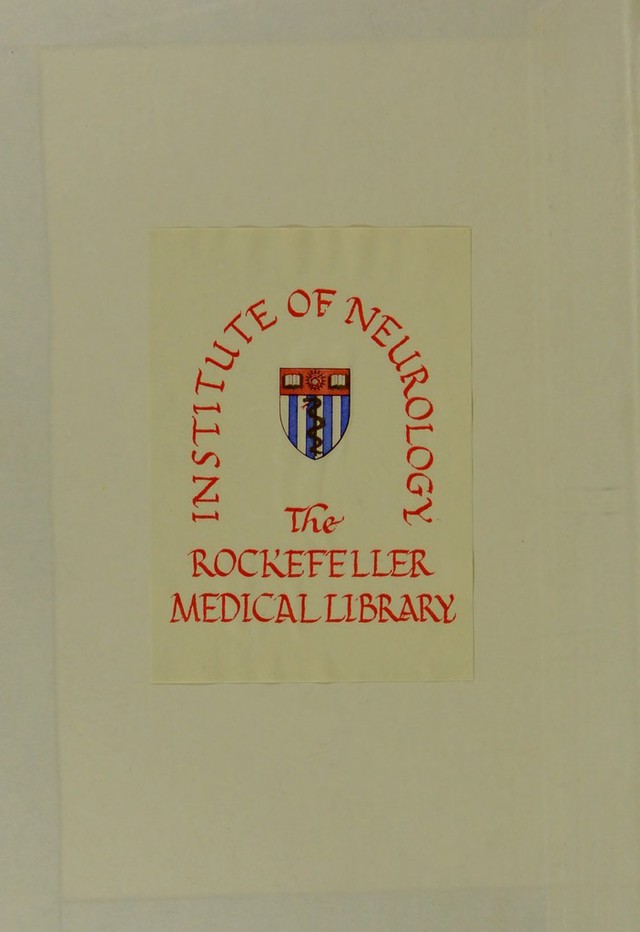 INSTITUTE OF NEUROLOGY
The
ROCKEFELLER
MEDICAL LIBRARY